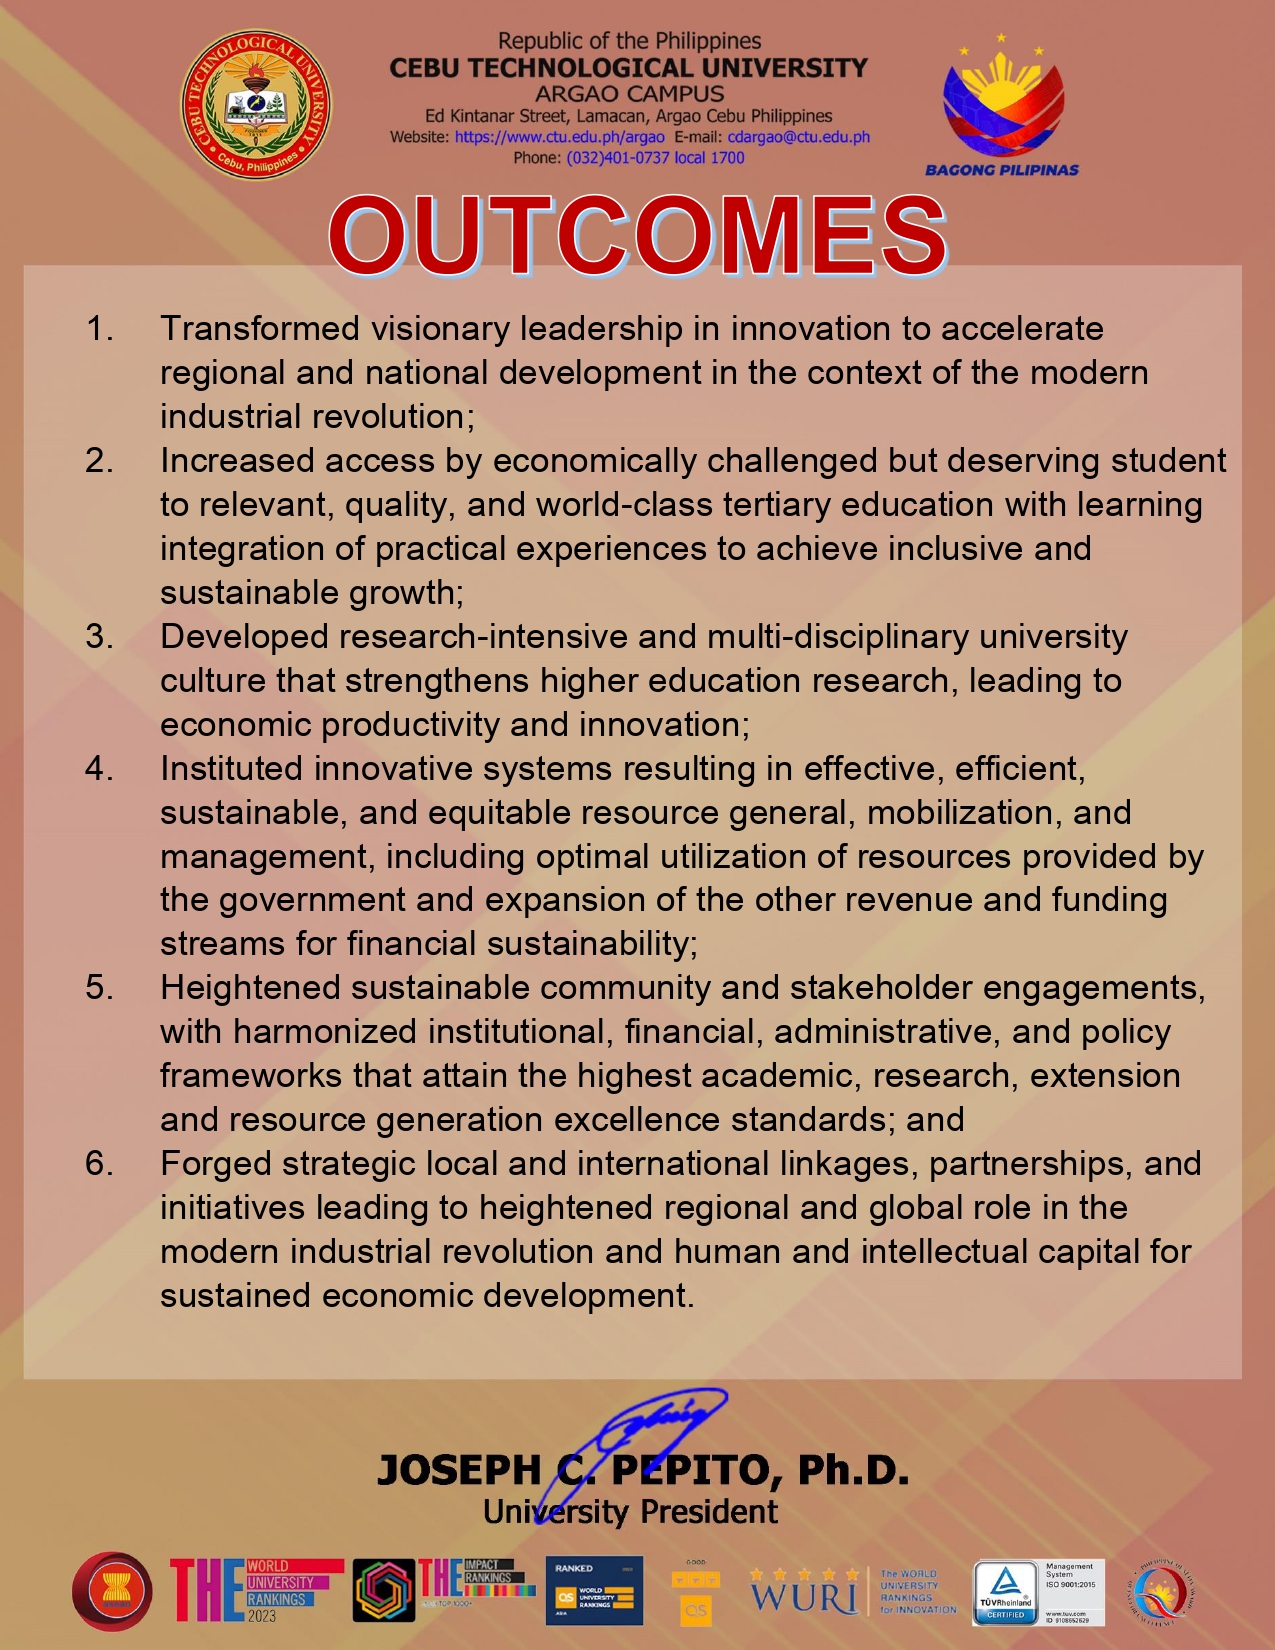 Republic of the Philippines
CEBU TECHNOLOGICAL UNIVERSITY
ARGAO CAMPUS
Ed Kintanar Street, Lamacan, Argao Cebu Philippines
Website: https://www.ctu.edu.ph/argao E-mail: cdargao@ctu.edu.ph
Phone: (032)401-0737 local 1700
CEBU TECHNOLOGICAL UNIVERSITY
Cebu, Philippines
BAGONG PILIPINAS
OUTCOMES
1. Transformed visionary leadership in innovation to accelerate
regional and national development in the context of the modern
industrial revolution;
2. Increased access by economically challenged but deserving student
to relevant, quality, and world-class tertiary education with learning
integration of practical experiences to achieve inclusive and
sustainable growth;
3. Developed research-intensive and multi-disciplinary university
culture that strengthens higher education research, leading to
economic productivity and innovation;
4. Instituted innovative systems resulting in effective, efficient,
sustainable, and equitable resource general, mobilization, and
management, including optimal utilization of resources provided by
the government and expansion of the other revenue and funding
streams for financial sustainability;
5. Heightened sustainable community and stakeholder engagements,
with harmonized institutional, financial, administrative, and policy
frameworks that attain the highest academic, research, extension
and resource generation excellence standards; and
6. Forged strategic local and international linkages, partnerships, and
initiatives leading to heightened regional and global role in the
modern industrial revolution and human and intellectual capital for
sustained economic development.
JOSEPH C. PEPITO, Ph.D.
University President
THE WORLD
UNIVERSITY
RANKINGS
2023
THE IMPACT
RANKINGS
TOP 1000+
RANKED
QS WORLD
UNIVERSITY
RANKINGS
ASIA
GOOD
QS
WURI
The WORLD
UNIVERSITY
RANKINGS
for INNOVATION
TÜVRheinland
CERTIFIED
Management
System
ISO 9001:2015
www.tuv.com
ID 9108652629